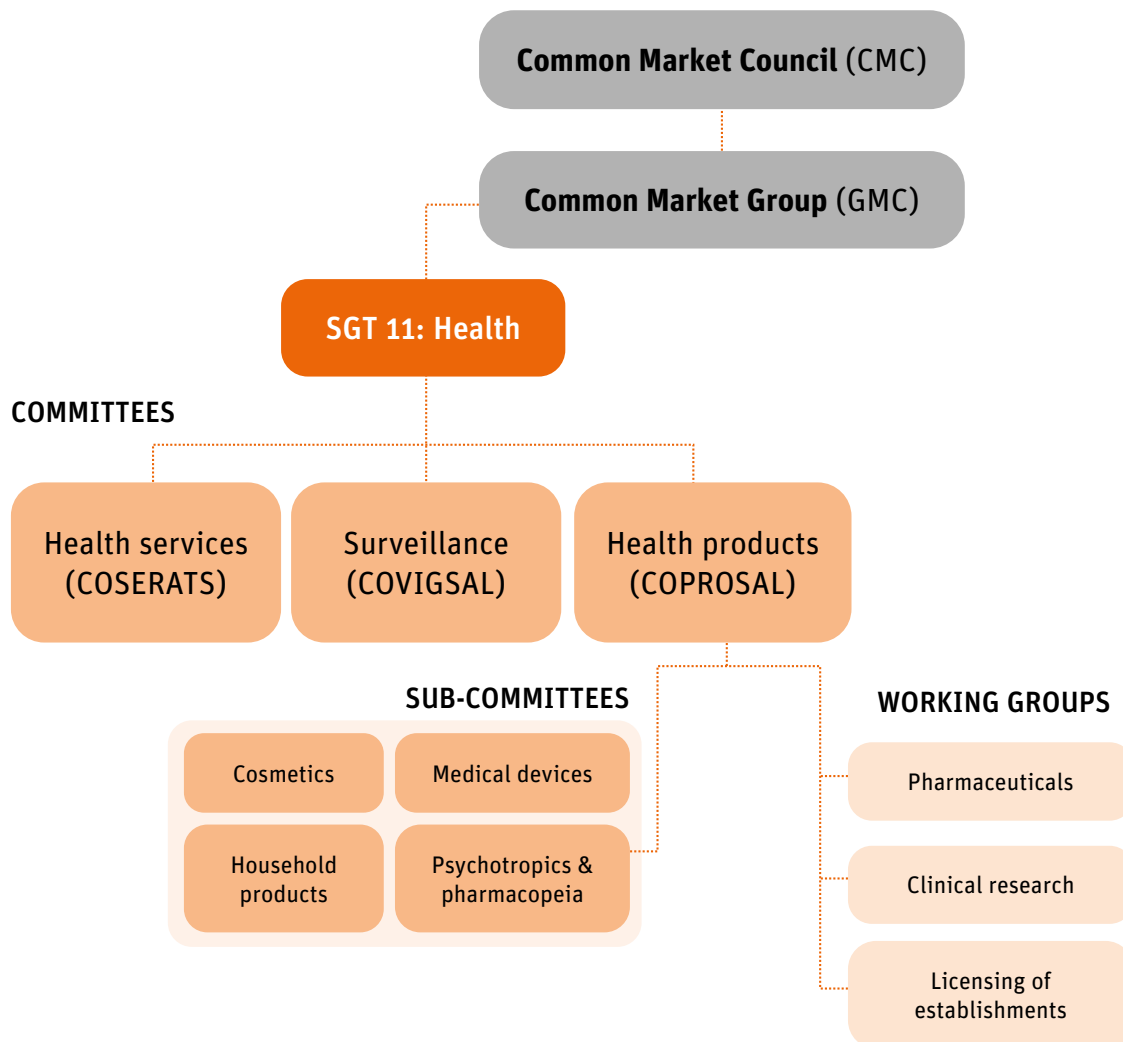 Common Market Council (CMC)
Common Market Group (GMC)
SGT 11: Health
COMMITTEES
Health services
(COSERATS)
Surveillance
(COVIGSAL)
Health products
(COPROSAL)
SUB-COMMITTEES
Cosmetics
Medical devices
Household
products
Psychotropics &
pharmacopeia
WORKING GROUPS
Pharmaceuticals
Clinical research
Licensing of
establishments